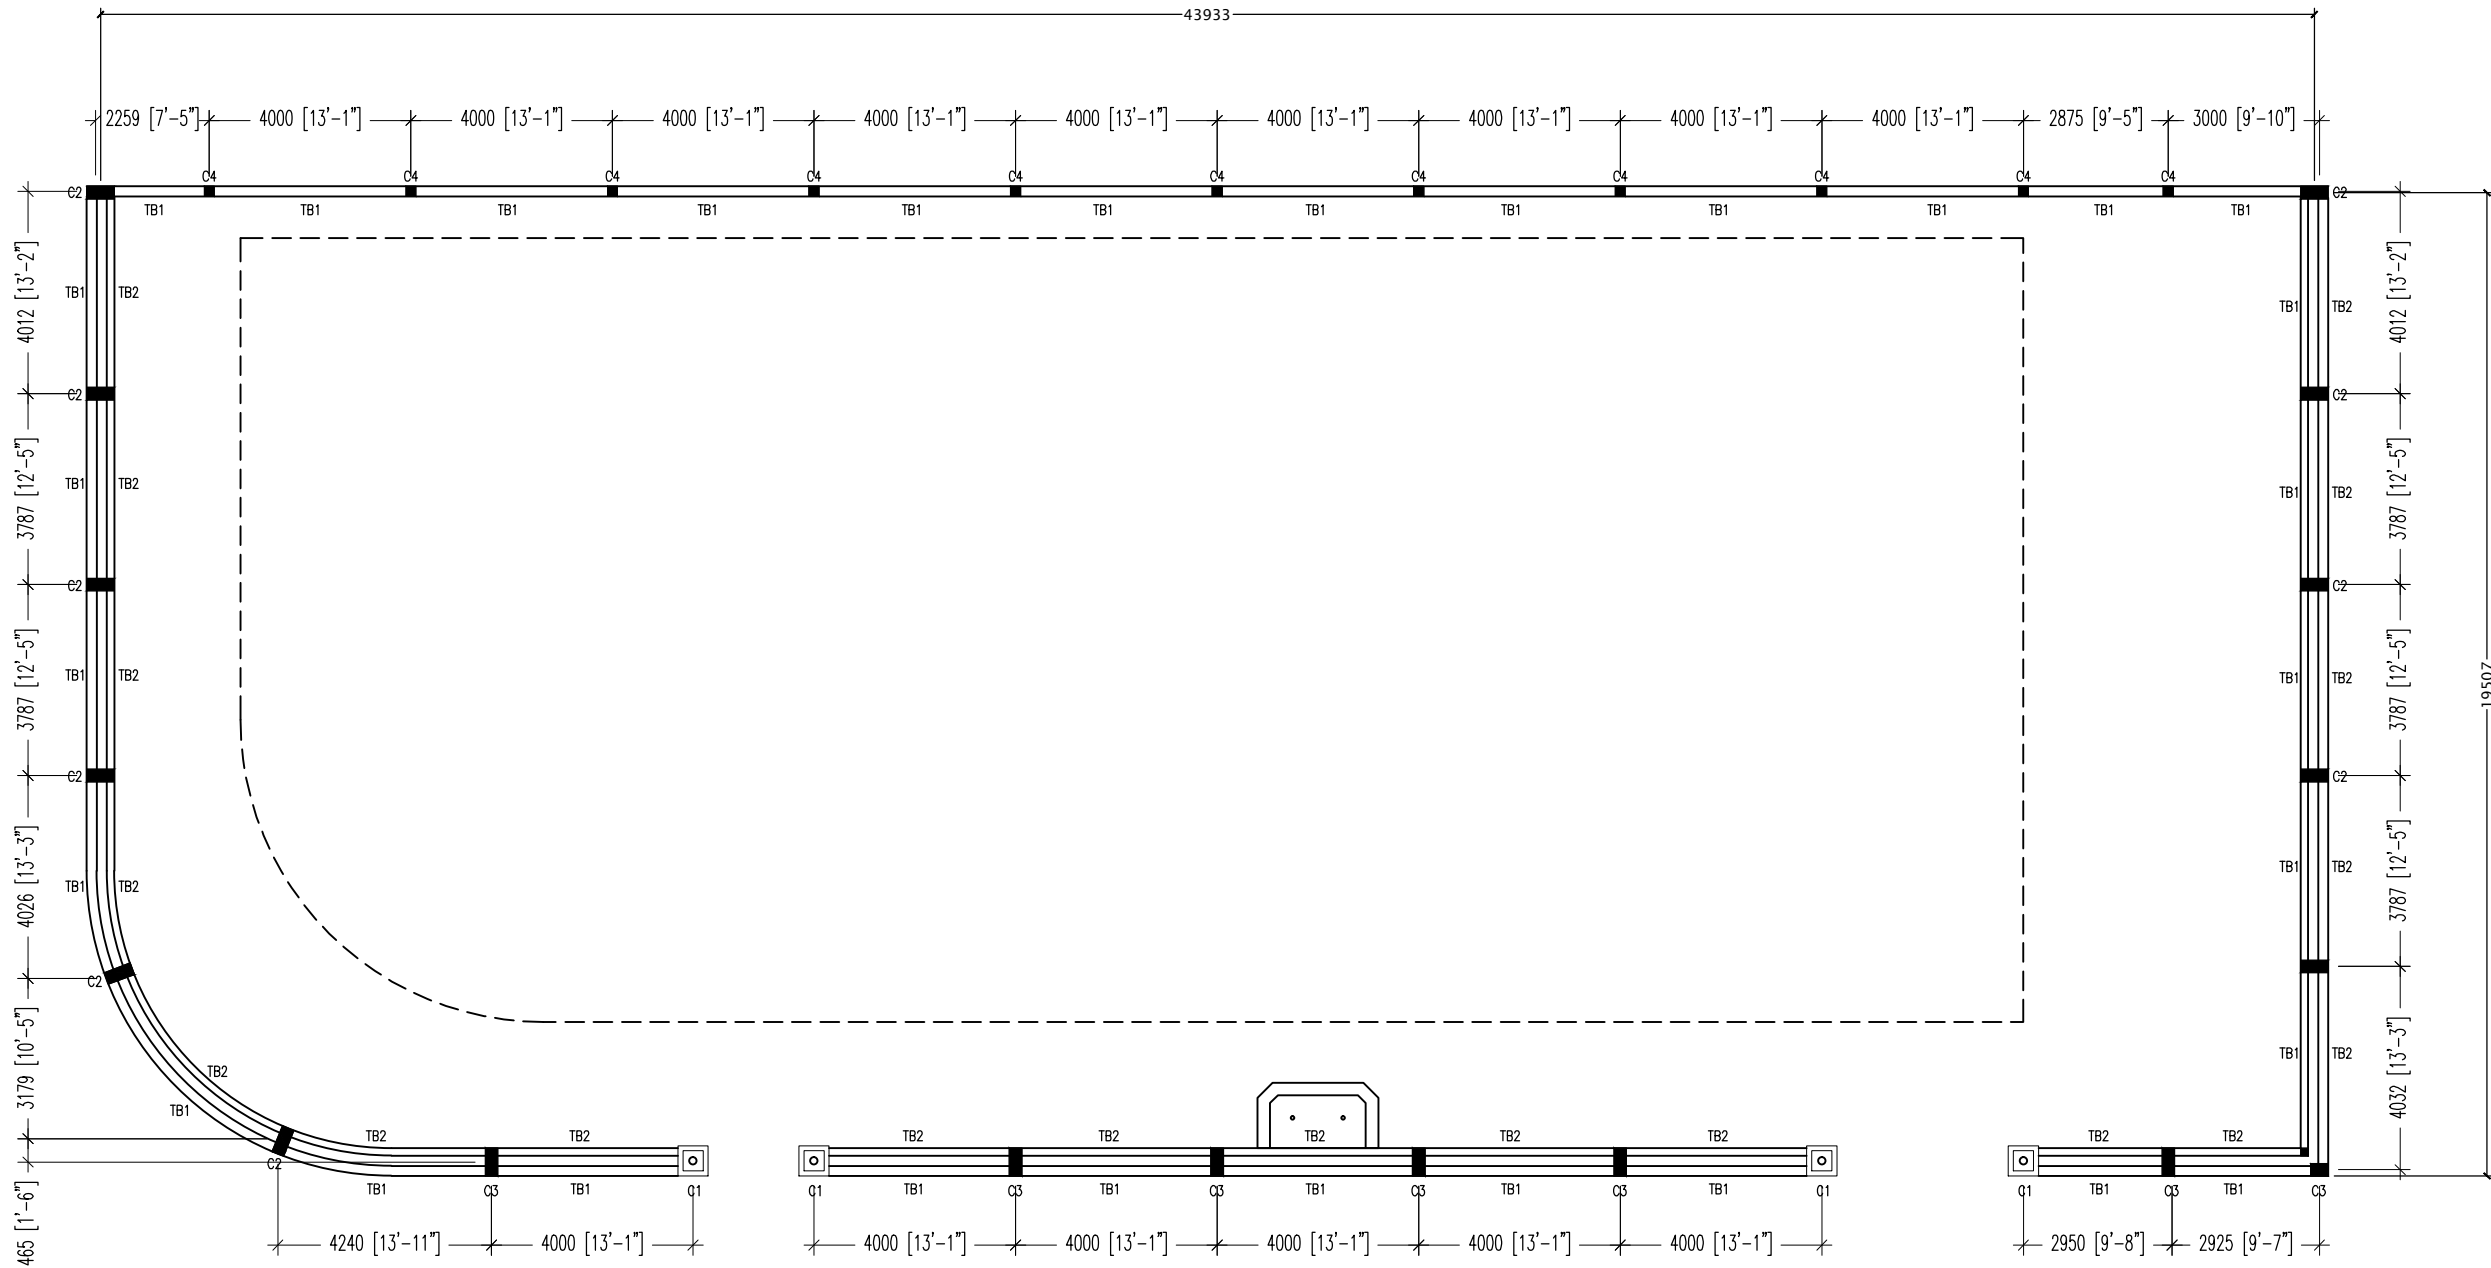 43933
2259 [7'-5"] 4000 [13'-1"] 4000 [13'-1"] 4000 [13'-1"] 4000 [13'-1"] 4000 [13'-1"] 4000 [13'-1"] 4000 [13'-1"] 4000 [13'-1"] 4000 [13'-1"] 2875 [9'-5"] 3000 [9'-10"]
C4 C4 C4 C4 C4 C4 C4 C4 C4 C4 C4
C2 C2
TB1 TB1 TB1 TB1 TB1 TB1 TB1 TB1 TB1 TB1 TB1 TB1
4012 [13'-2"] 4012 [13'-2"]
TB1 TB2 TB1 TB2
C2 C2
3787 [12'-5"] 3787 [12'-5"]
TB1 TB2 TB1 TB2
C2 C2
3787 [12'-5"] 3787 [12'-5"]
19507
TB1 TB2 TB1 TB2
C2 C2
4026 [13'-3"] 3787 [12'-5"]
TB1 TB2 TB1 TB2
C2
3179 [10'-5"] 4032 [13'-3"]
TB1 TB2
TB2
TB1
TB2 TB2 TB2 TB2 TB2 TB2 TB2 TB2 TB2
C2
TB1 C3 TB1 C1 C1 TB1 C3 TB1 C3 TB1 C3 TB1 C3 TB1 C1 C1 TB1 C3 TB1 C3
465 [1'-6"]
4240 [13'-11"] 4000 [13'-1"] 4000 [13'-1"] 4000 [13'-1"] 4000 [13'-1"] 4000 [13'-1"] 4000 [13'-1"] 2950 [9'-8"] 2925 [9'-7"]